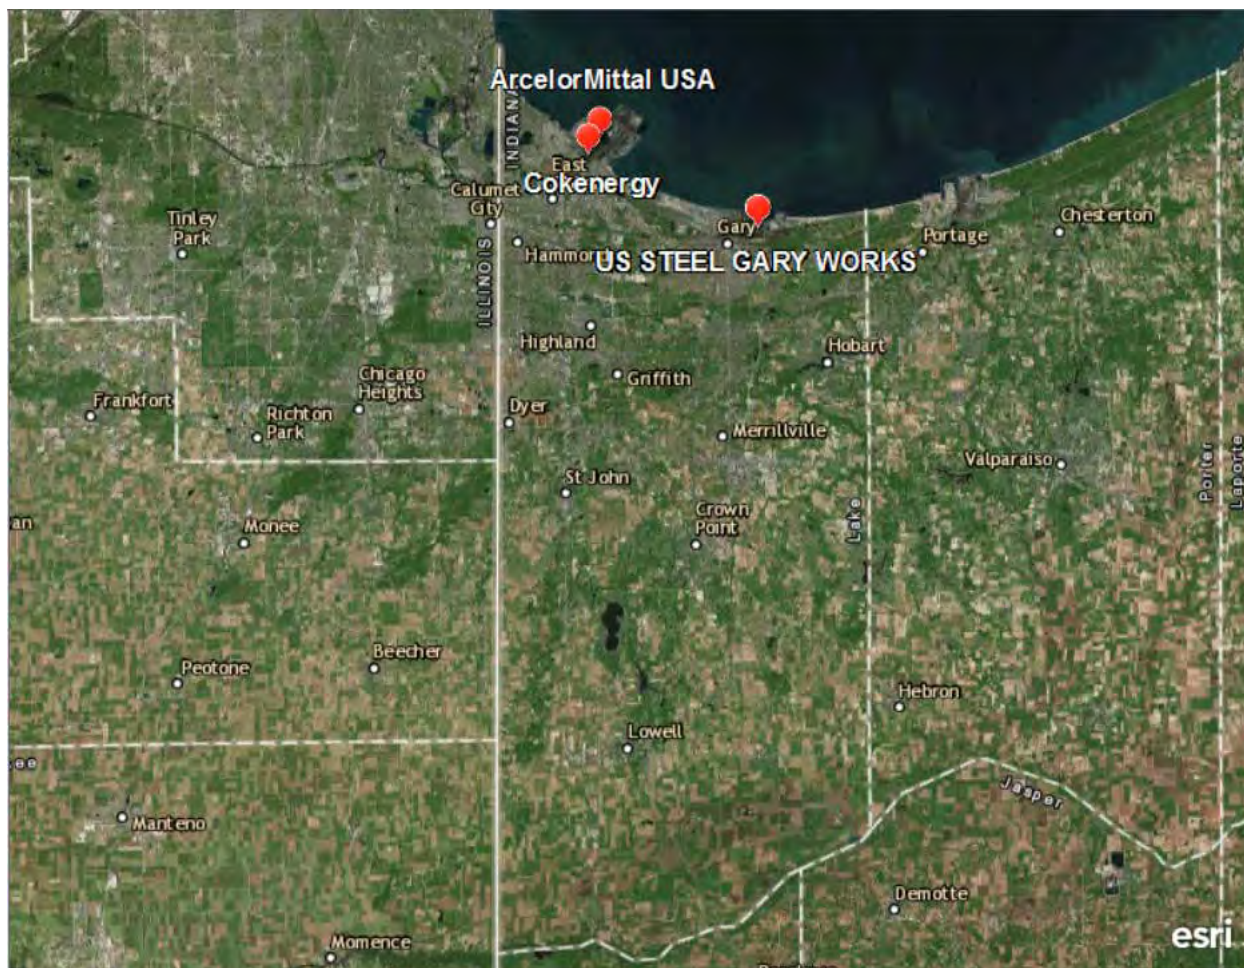 ArcelorMittal USA
INDIANA
East
Cokenergy
Calumet
City
Tinley
Park
Gary
Chesterton
Portage
Hammond
US STEEL GARY WORKS
ILLINOIS
Highland
Hobart
Griffith
Chicago
Heights
Frankfort
Richton
Park
Dyer
Merrillville
Valparaiso
Porter
Laporte
St John
Crown
Point
Lake
an
Monee
Beecher
Peotone
Hebron
Lowell
ee
Jasper
Manteno
Demotte
Momence
esri